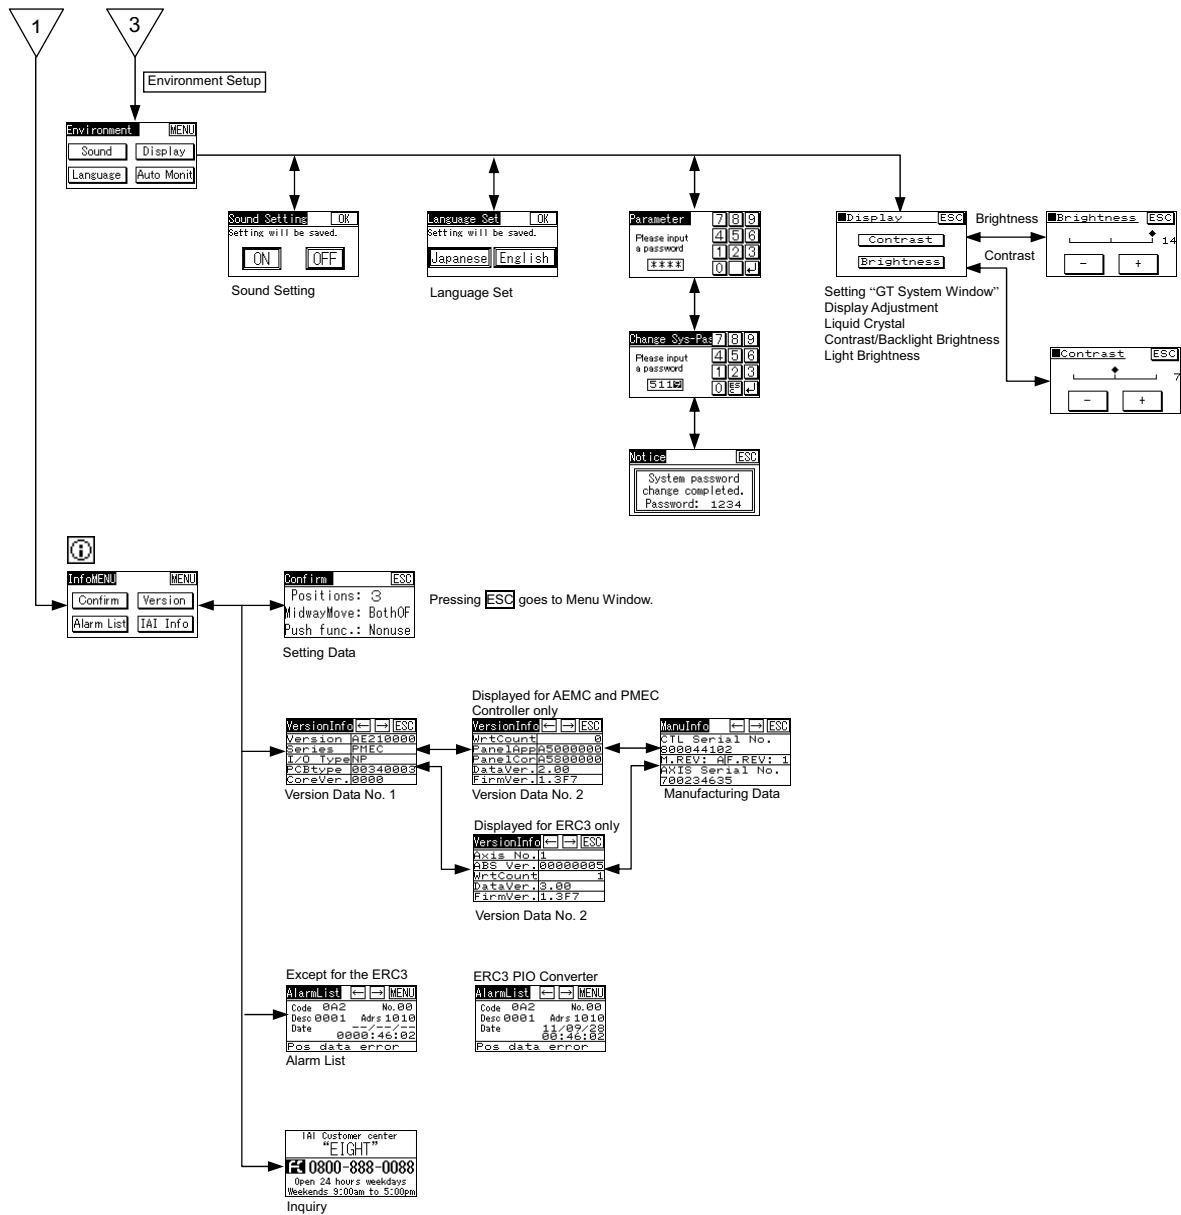 1
3
Environment Setup
Environment MENU
Sound Display
Language Auto Monit
Sound Setting OK
Setting will be saved.
ON OFF
Sound Setting
Language Set OK
Setting will be saved.
Japanese English
Language Set
Parameter 7 8 9
4 5 6
Please input
a password
1 2 3
****
0 ↵
Change Sys-Pas 7 8 9
4 5 6
Please input
a password
1 2 3
511
0 ESC ↵
Notice ESC
System password
change completed.
Password: 1234
■Display ESC
Contrast
Brightness
Brightness
Contrast
■Brightness ESC
14
- +
Setting “GT System Window”
Display Adjustment
Liquid Crystal
Contrast/Backlight Brightness
Light Brightness
■Contrast ESC
7
- +
InfoMENU MENU
Confirm Version
Alarm List IAI Info
Confirm ESC
Positions: 3
MidwayMove: BothOF
Push func.: Nonuse
Setting Data
Pressing ESC goes to Menu Window.
VersionInfo ← → ESC
Version AE210000
Series PMEC
I/O Type NP
PCBtype 00340003
CoreVer. 0000
Version Data No. 1
Displayed for AEMC and PMEC
Controller only
VersionInfo ← → ESC
WrtCount 0
PanelApp A5000000
PanelCor A5800000
DataVer. 2.00
FirmVer. 1.3F7
Version Data No. 2
ManuInfo ← → ESC
CTL Serial No.
800044102
M.REV: A F.REV: 1
AXIS Serial No.
700234635
Manufacturing Data
Displayed for ERC3 only
VersionInfo ← → ESC
Axis No. 1
ABS Ver. 00000005
WrtCount 1
DataVer. 3.00
FirmVer. 1.3F7
Version Data No. 2
Except for the ERC3
AlarmList ← → MENU
Code 0A2 No.00
Desc 0001 Adrs 1010
Date --/--/--
0000:46:02
Pos data error
Alarm List
ERC3 PIO Converter
AlarmList ← → MENU
Code 0A2 No.00
Desc 0001 Adrs 1010
Date 11/09/28
00:46:02
Pos data error
IAI Customer center
“EIGHT”
0800-888-0088
Open 24 hours weekdays
Weekends 9:00am to 5:00pm
Inquiry